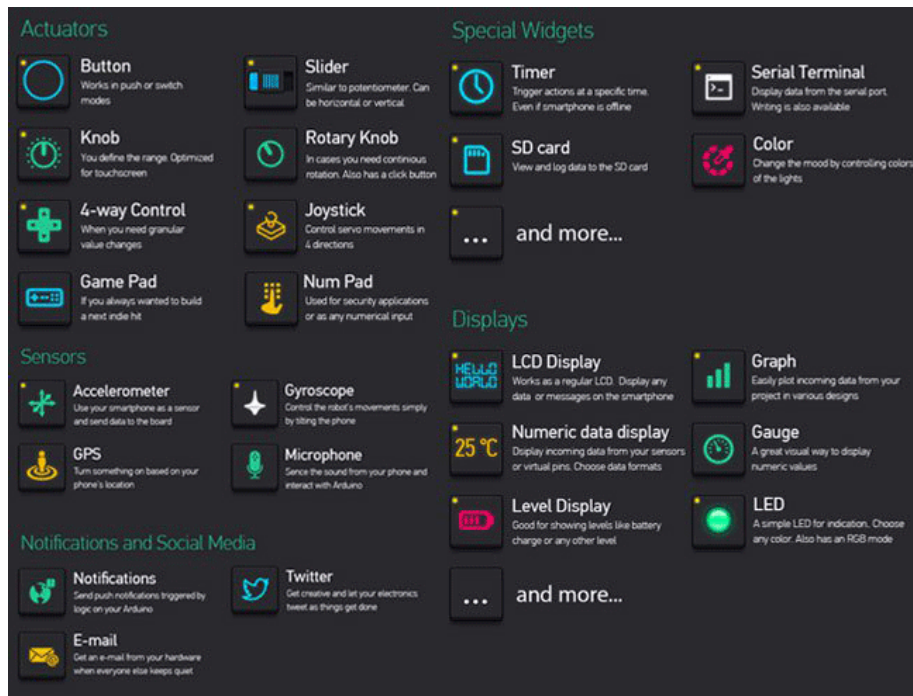 Actuators
Button
Works in push or switch
modes
Slider
Similar to potentiometer. Can
be horizontal or vertical
Knob
You define the range. Optimized
for touchscreen
Rotary Knob
In cases you need continious
rotation. Also has a click button
4-way Control
When you need granular
value changes
Joystick
Control servo movements in
4 directions
Game Pad
If you always wanted to build
a next indie hit
Num Pad
Used for security applications
or as any numerical input
Sensors
Accelerometer
Use your smartphone as a sensor
and send data to the board
Gyroscope
Control the robot's movements simply
by tilting the phone
GPS
Turn something on based on your
phone's location
Microphone
Sence the sound from your phone and
interact with Arduino
Notifications and Social Media
Notifications
Send push notifications triggered by
logic on your Arduino
Twitter
Get creative and let your electronics
tweet as things get done
E-mail
Get an e-mail from your hardware
when everyone else keeps quiet
Special Widgets
Timer
Trigger actions at a specific time.
Even if smartphone is offline
Serial Terminal
Display data from the serial port.
Writing is also available
SD card
View and log data to the SD card
Color
Change the mood by controlling colors
of the lights
... and more...
Displays
HELLO
WORLD
LCD Display
Works as a regular LCD. Display any
data or messages on the smartphone
Graph
Easily plot incoming data from your
project in various designs
25 °C
Numeric data display
Display incoming data from your sensors
or virtual pins. Choose data formats
Gauge
A great visual way to display
numeric values
Level Display
Good for showing levels like battery
charge or any other level
LED
A simple LED for indication. Choose
any color. Also has an RGB mode
... and more...